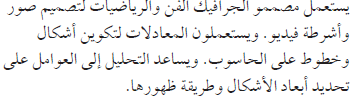 يستعمل مصممو الجرافيك الفن والرياضيات لتصميم صور
وأشرطة فيديو. ويستعملون المعادلات لتكوين أشكال
وخطوط على الحاسوب. ويساعد التحليل إلى العوامل على
تحديد أبعاد الأشكال وطريقة ظهورها.